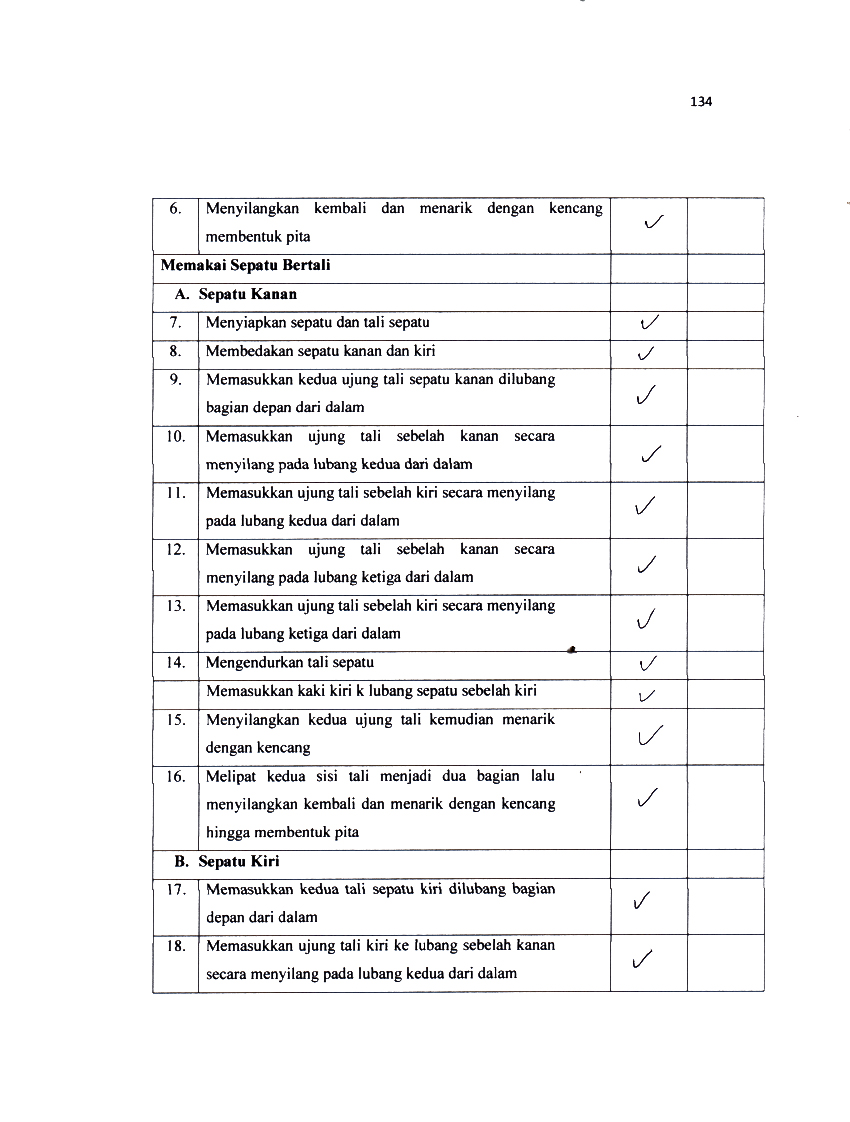 134
6. Menyilangkan kembali dan menarik dengan kencang
membentuk pita
Memakai Sepatu Bertali
A. Sepatu Kanan
7. Menyiapkan sepatu dan tali sepatu
8. Membedakan sepatu kanan dan kiri
9. Memasukkan kedua ujung tali sepatu kanan dilubang
bagian depan dari dalam
10. Memasukkan ujung tali sebelah kanan secara
menyilang pada lubang kedua dari dalam
11. Memasukkan ujung tali sebelah kiri secara menyilang
pada lubang kedua dari dalam
12. Memasukkan ujung tali sebelah kanan secara
menyilang pada lubang ketiga dari dalam
13. Memasukkan ujung tali sebelah kiri secara menyilang
pada lubang ketiga dari dalam
14. Mengendurkan tali sepatu
Memasukkan kaki kiri k lubang sepatu sebelah kiri
15. Menyilangkan kedua ujung tali kemudian menarik
dengan kencang
16. Melipat kedua sisi tali menjadi dua bagian lalu
menyilangkan kembali dan menarik dengan kencang
hingga membentuk pita
B. Sepatu Kiri
17. Memasukkan kedua tali sepatu kiri dilubang bagian
depan dari dalam
18. Memasukkan ujung tali kiri ke lubang sebelah kanan
secara menyilang pada lubang kedua dari dalam